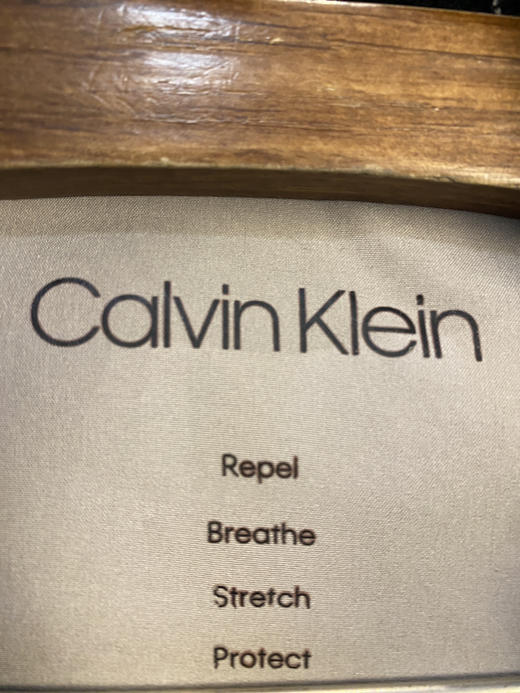 Calvin Klein
Repel
Breathe
Stretch
Protect